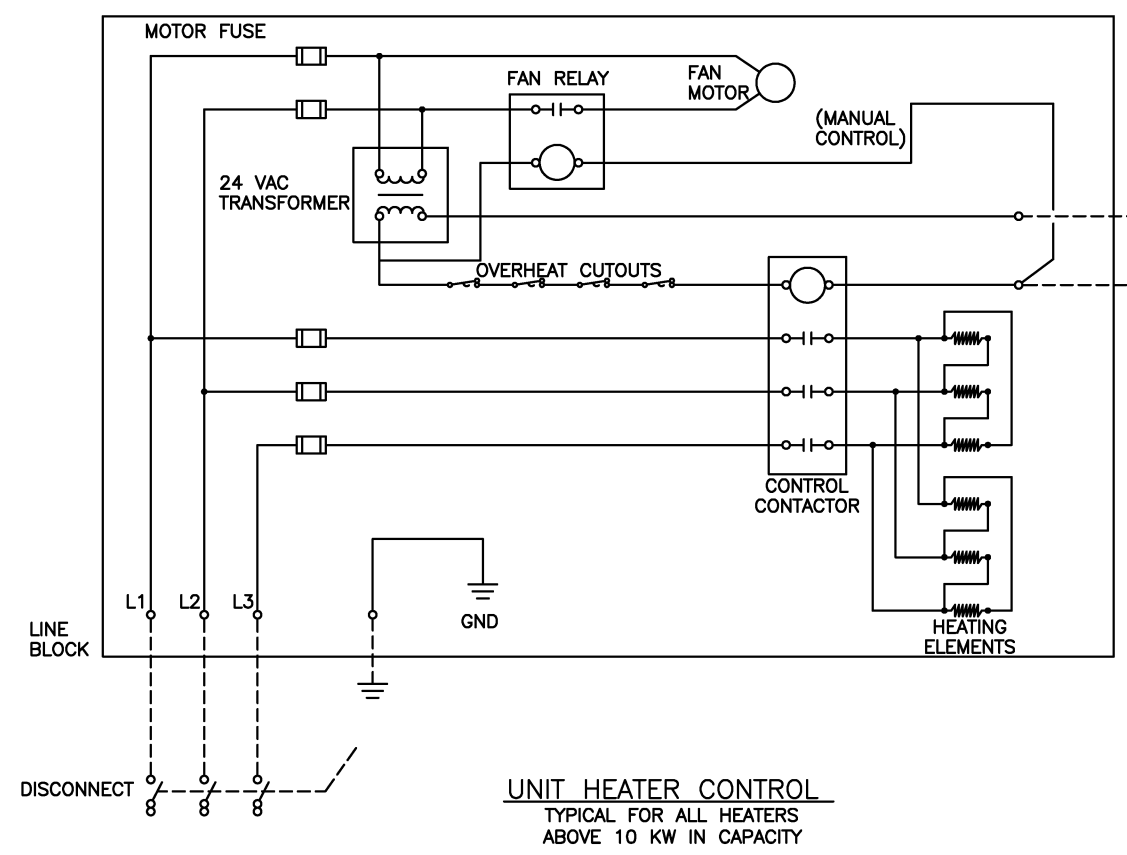 MOTOR FUSE
FAN RELAY
FAN
MOTOR
(MANUAL
CONTROL)
24 VAC
TRANSFORMER
OVERHEAT CUTOUTS
CONTROL
CONTACTOR
L1
L2
L3
GND
LINE
BLOCK
HEATING
ELEMENTS
DISCONNECT
UNIT HEATER CONTROL
TYPICAL FOR ALL HEATERS
ABOVE 10 KW IN CAPACITY